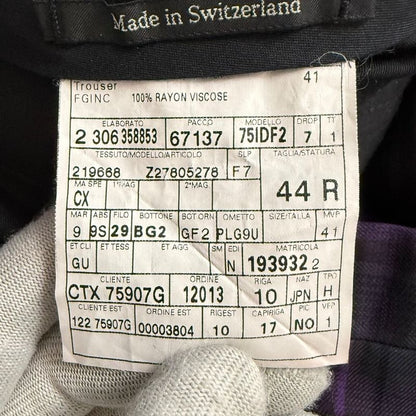 Made in Switzerland
Trouser 41
FGINC 100% RAYON VISCOSE
ELABORATO PACCO MODELLO DROP TT
2 306 358853 67137 75IDF2 7 1
TESSUTO/MODELLO/ARTICOLO SLP TAGLIA/STATURA
219668 Z27805278 F7
MA SPE 1°MAG 2°MAG. 44 R
CX
MAR ABS FILO BOTTONE BOTORN OMETTO SIZE/TALLA MVP
9 9S 29 BG2 GF2 PLG9U 41
ET CLI ET TESS ET AGG SM EDI MATRICOLA
GU N 193932 2
CLIENTE ORDINE RIGA NAZ TPO
CTX 75907G 12013 10 JPN H
CLIENTE EST ORDINE EST RIGEST CAPIRIGA PIC VFP
122 75907G 00003804 10 17 NO 1